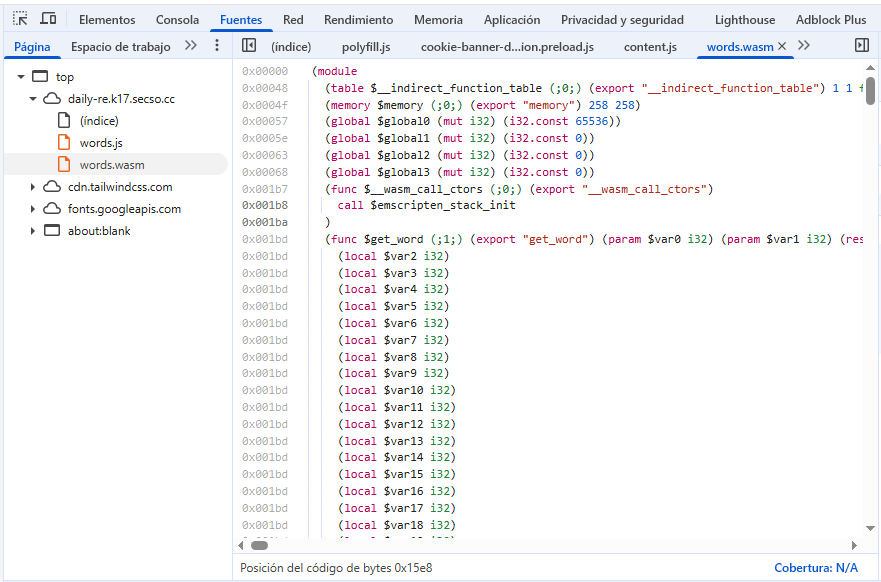 Elementos Consola Fuentes Red Rendimiento Memoria Aplicación Privacidad y seguridad Lighthouse Adblock Plus
Página Espacio de trabajo
(índice) polyfill.js cookie-banner-d...ion.preload.js content.js words.wasm
top
daily-re.k17.secso.cc
(índice)
words.js
words.wasm
cdn.tailwindcss.com
fonts.googleapis.com
about:blank
0x00000 (module
0x00048 (table $__indirect_function_table (;0;) (export "__indirect_function_table") 1 1 f
0x0004f (memory $memory (;0;) (export "memory") 258 258)
0x00057 (global $global0 (mut i32) (i32.const 65536))
0x0005e (global $global1 (mut i32) (i32.const 0))
0x00063 (global $global2 (mut i32) (i32.const 0))
0x00068 (global $global3 (mut i32) (i32.const 0))
0x001b7 (func $__wasm_call_ctors (;0;) (export "__wasm_call_ctors")
0x001b8 call $emscripten_stack_init
0x001ba )
0x001bd (func $get_word (;1;) (export "get_word") (param $var0 i32) (param $var1 i32) (res
0x001bd (local $var2 i32)
0x001bd (local $var3 i32)
0x001bd (local $var4 i32)
0x001bd (local $var5 i32)
0x001bd (local $var6 i32)
0x001bd (local $var7 i32)
0x001bd (local $var8 i32)
0x001bd (local $var9 i32)
0x001bd (local $var10 i32)
0x001bd (local $var11 i32)
0x001bd (local $var12 i32)
0x001bd (local $var13 i32)
0x001bd (local $var14 i32)
0x001bd (local $var15 i32)
0x001bd (local $var16 i32)
0x001bd (local $var17 i32)
0x001bd (local $var18 i32)
Posición del código de bytes 0x15e8 Cobertura: N/A